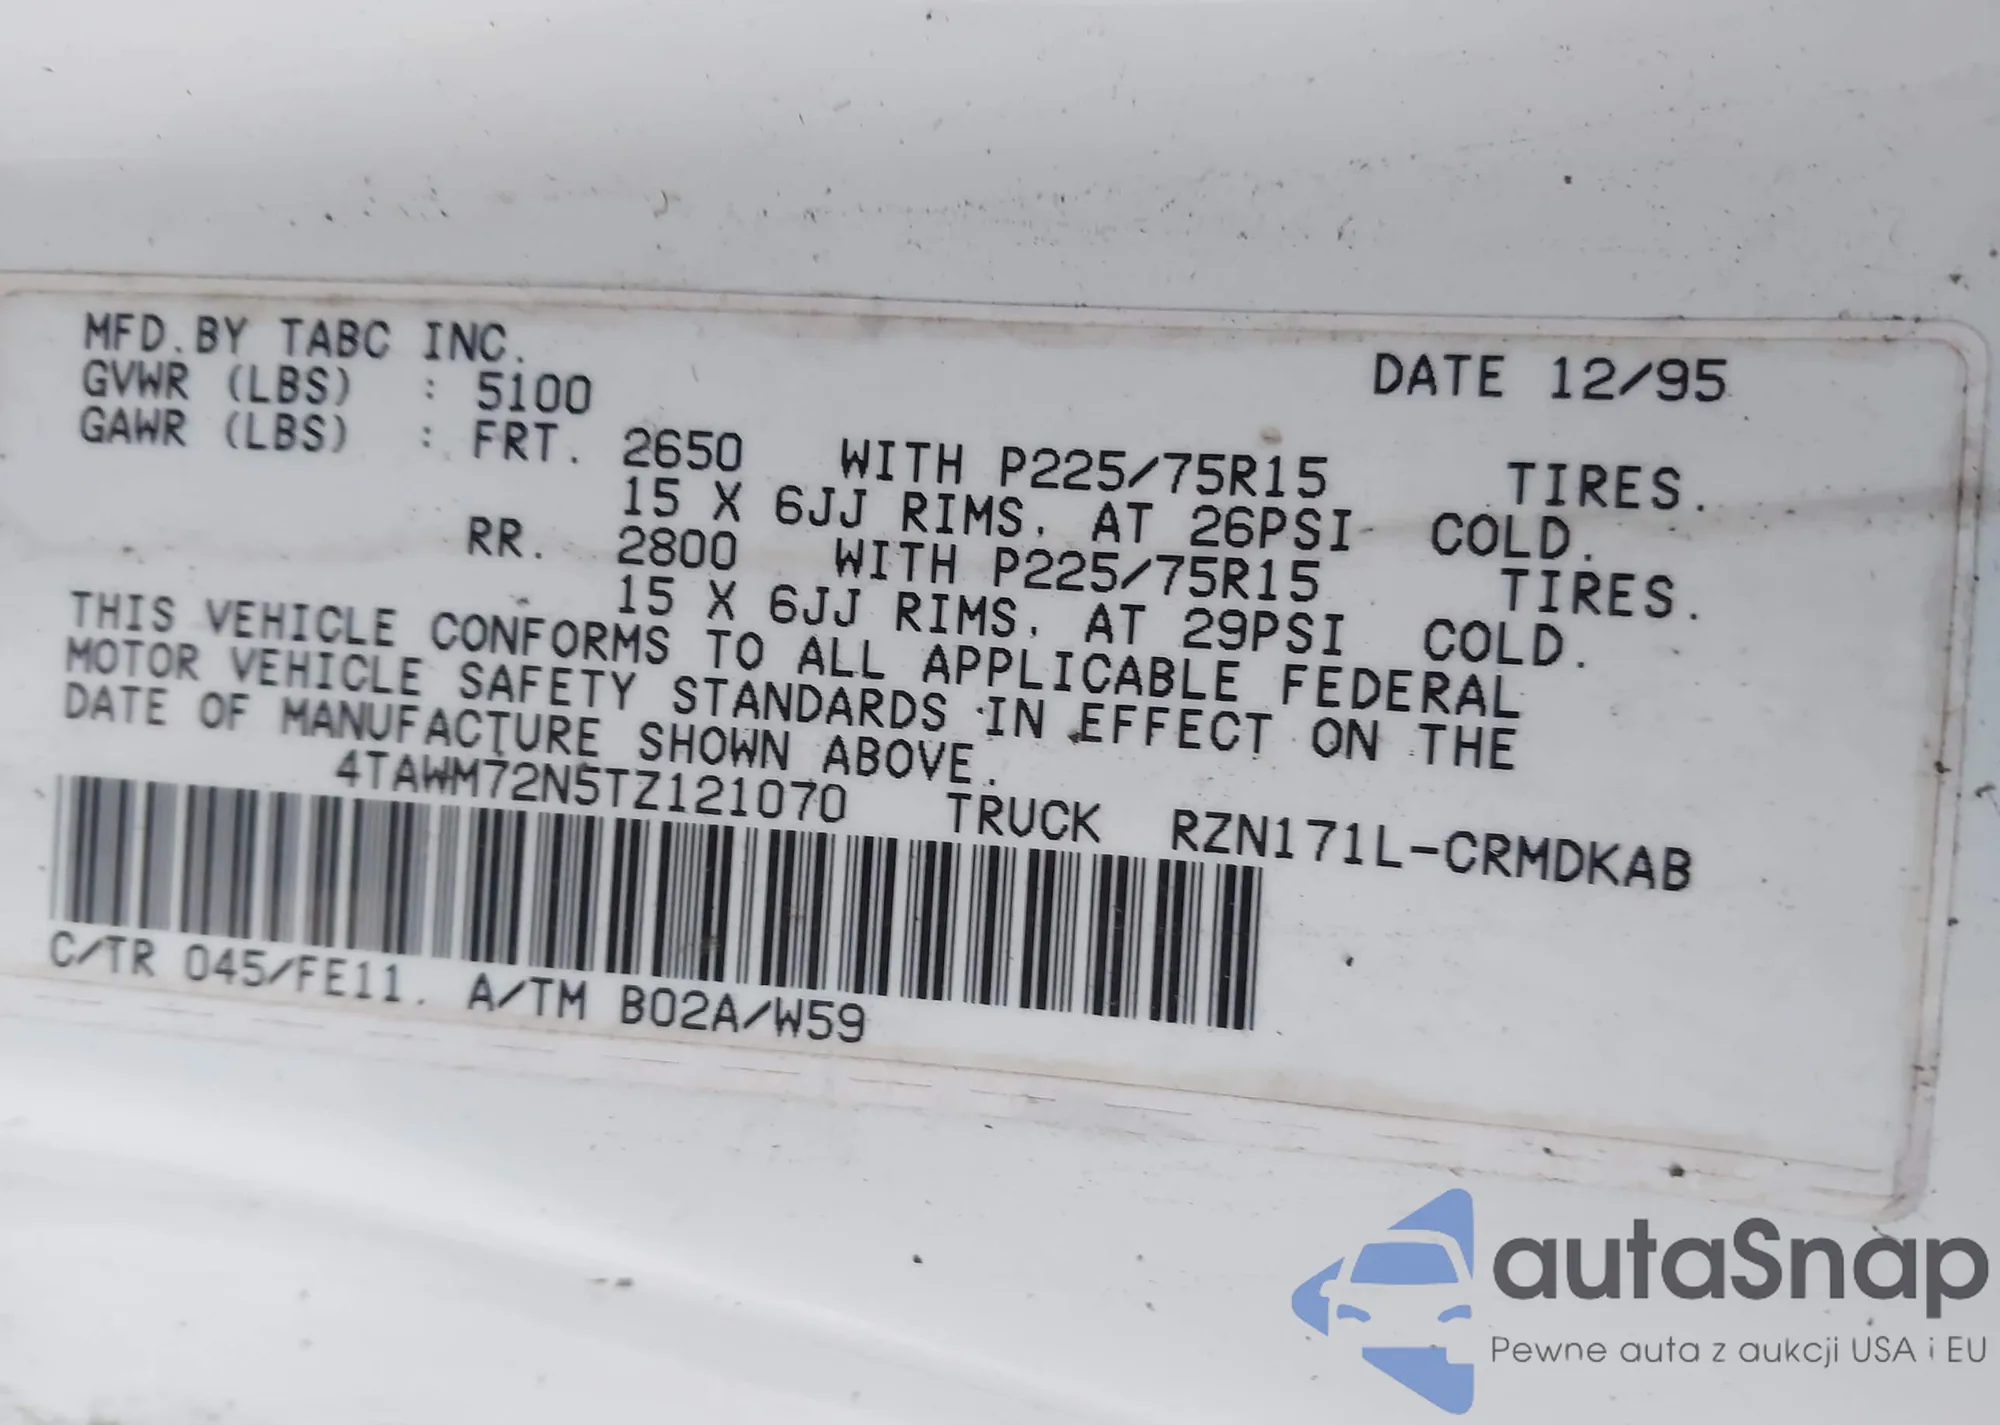 MFD.BY TABC INC.
DATE 12/95
GVWR (LBS) : 5100
GAWR (LBS) : FRT. 2650 WITH P225/75R15 TIRES.
15 X 6JJ RIMS, AT 26PSI COLD.
RR. 2800 WITH P225/75R15 TIRES.
15 X 6JJ RIMS, AT 29PSI COLD.
THIS VEHICLE CONFORMS TO ALL APPLICABLE FEDERAL
MOTOR VEHICLE SAFETY STANDARDS IN EFFECT ON THE
DATE OF MANUFACTURE SHOWN ABOVE.
4TAWM72N5TZ121070 TRUCK RZN171L-CRMDKAB
C/TR 045/FE11. A/TM B02A/W59
autaSnap
Pewne auta z aukcji USA i EU